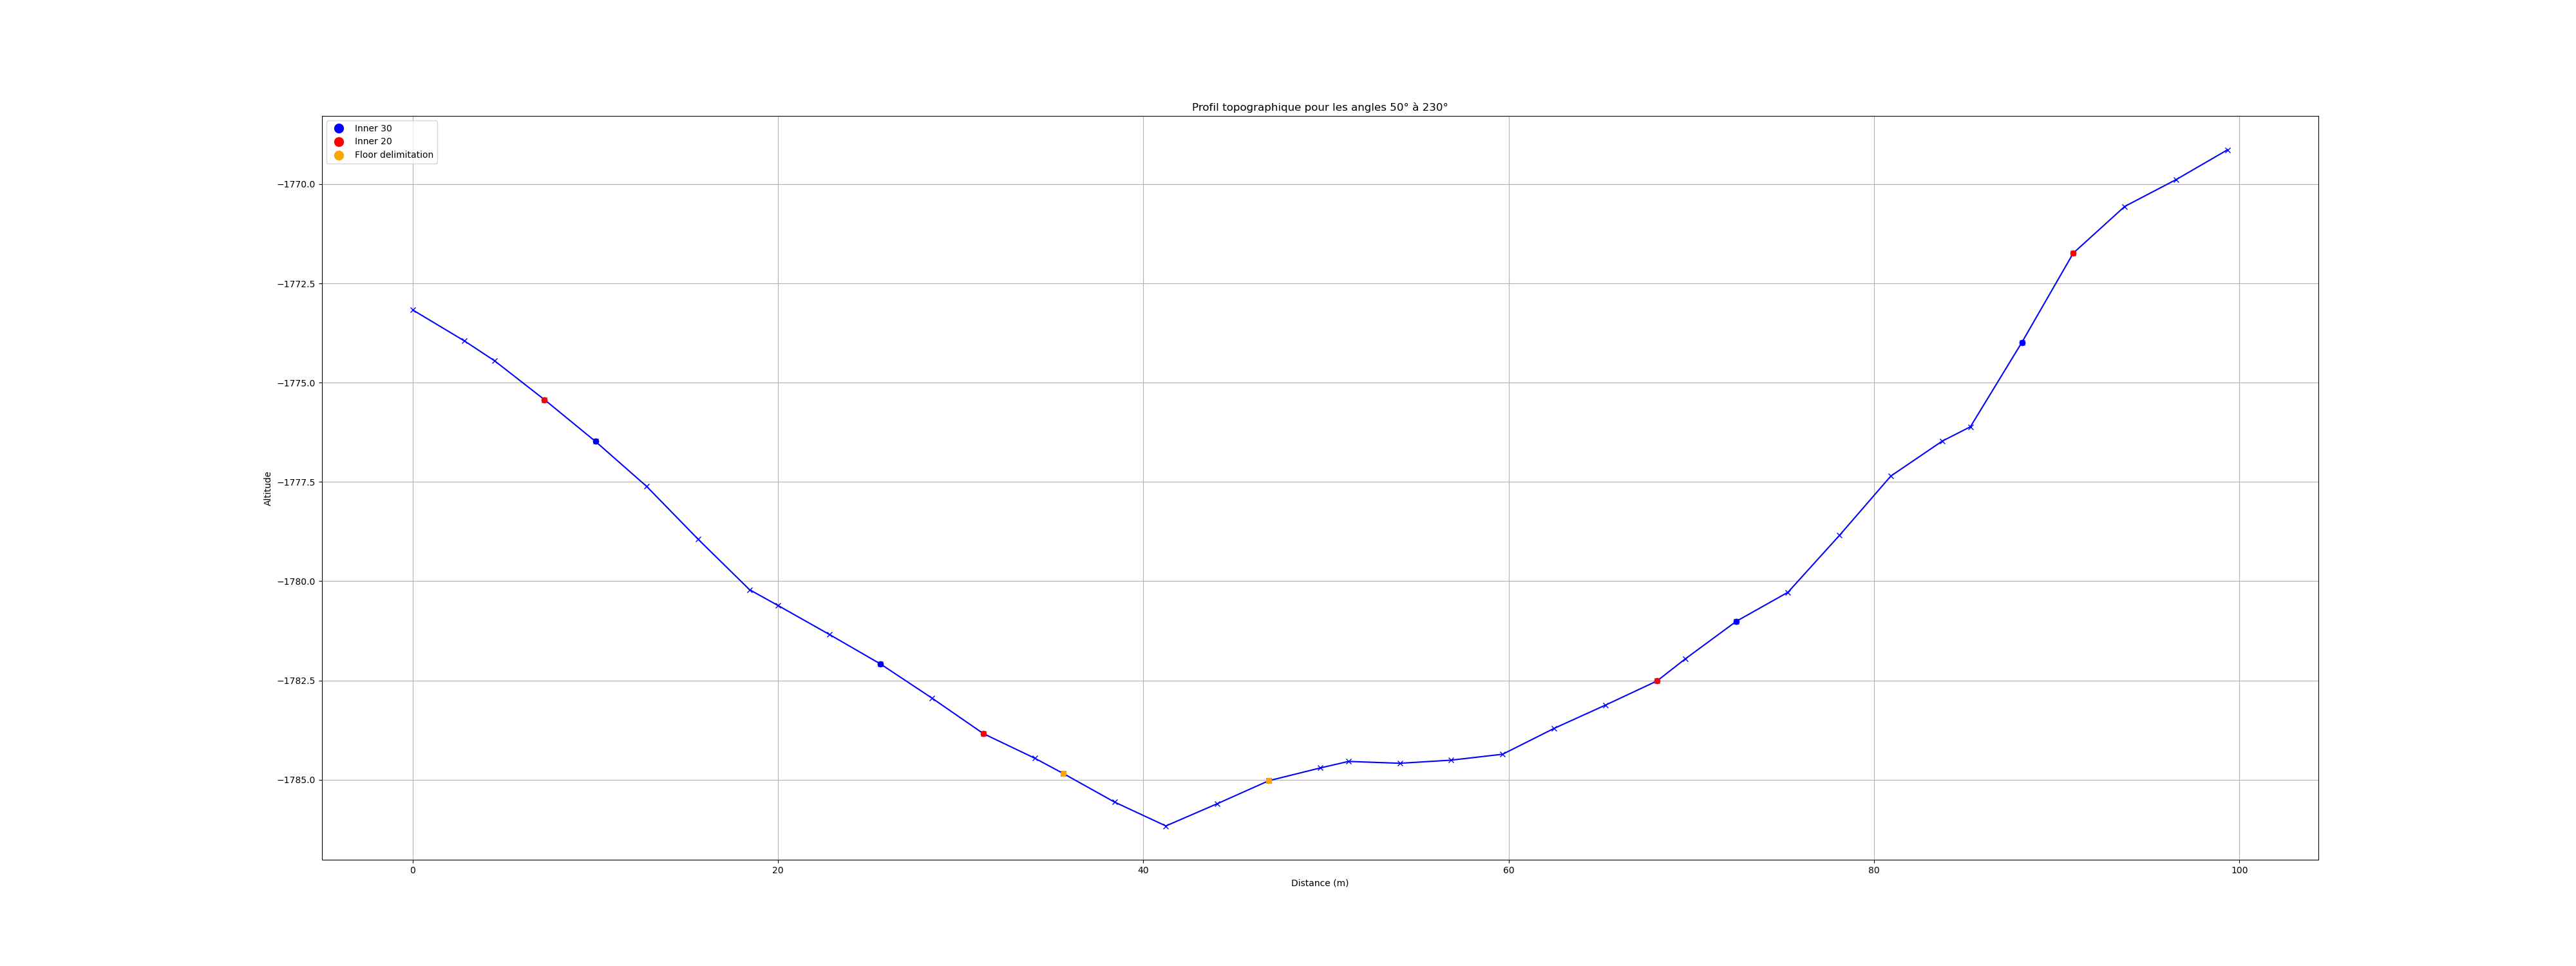 Profil topographique pour les angles 50° à 230°
Inner 30
Inner 20
Floor delimitation
−1770.0
−1772.5
−1775.0
−1777.5
−1780.0
−1782.5
−1785.0
Altitude
0 20 40 60 80 100
Distance (m)